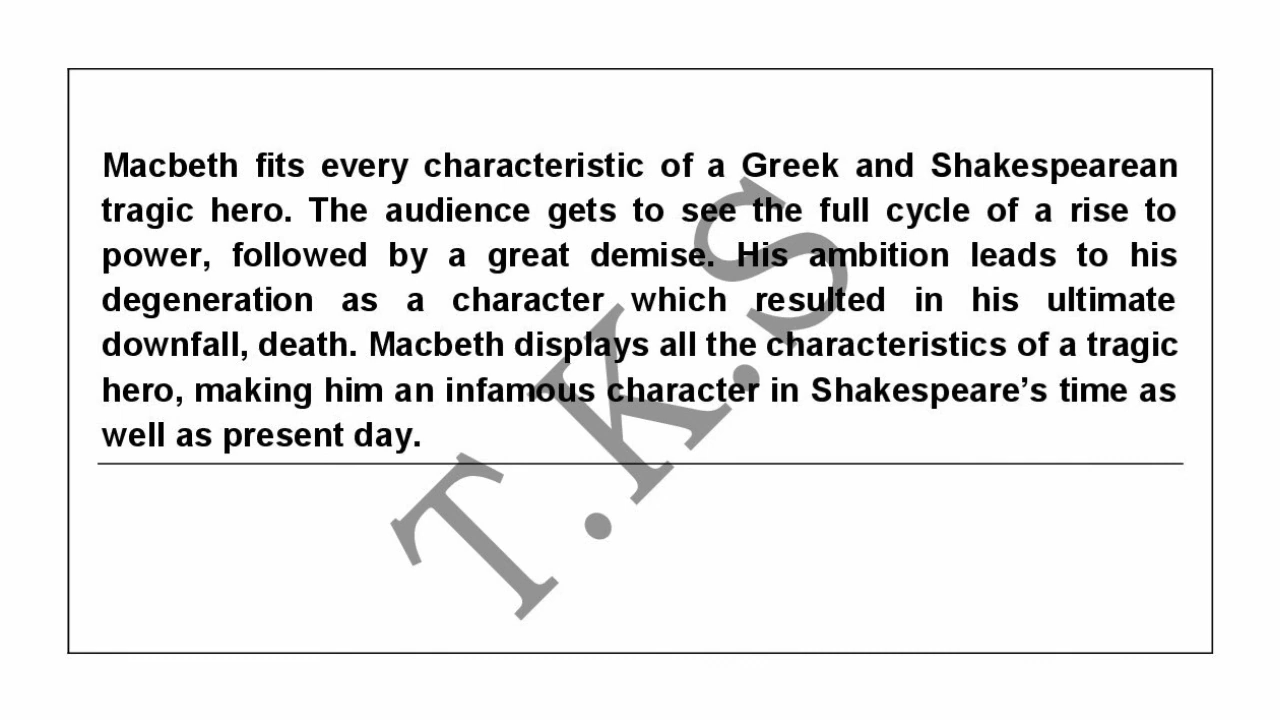 Macbeth fits every characteristic of a Greek and Shakespearean
tragic hero. The audience gets to see the full cycle of a rise to
power, followed by a great demise. His ambition leads to his
degeneration as a character which resulted in his ultimate
downfall, death. Macbeth displays all the characteristics of a tragic
hero, making him an infamous character in Shakespeare’s time as
well as present day.
T.K.S